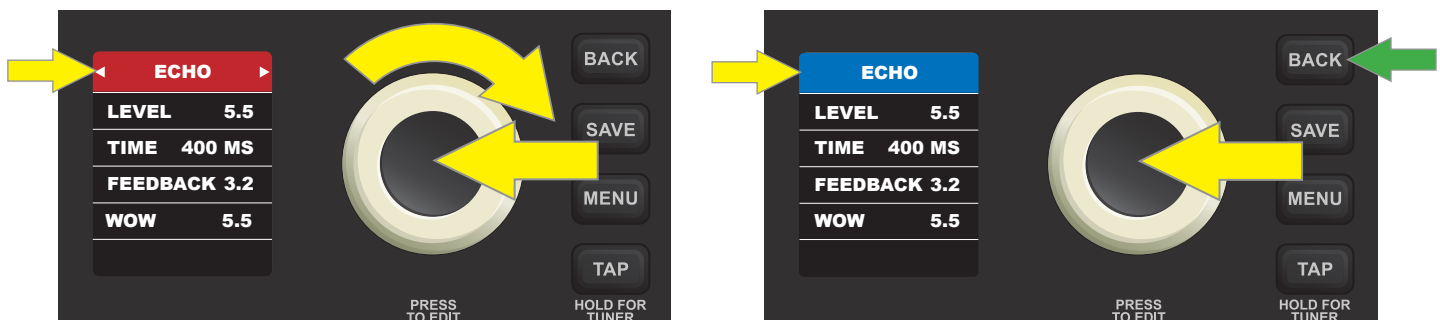 ECHO
LEVEL 5.5
TIME 400 MS
FEEDBACK 3.2
WOW 5.5
BACK
SAVE
MENU
TAP
PRESS
TO EDIT
HOLD FOR
TUNER
ECHO
LEVEL 5.5
TIME 400 MS
FEEDBACK 3.2
WOW 5.5
BACK
SAVE
MENU
TAP
PRESS
TO EDIT
HOLD FOR
TUNER